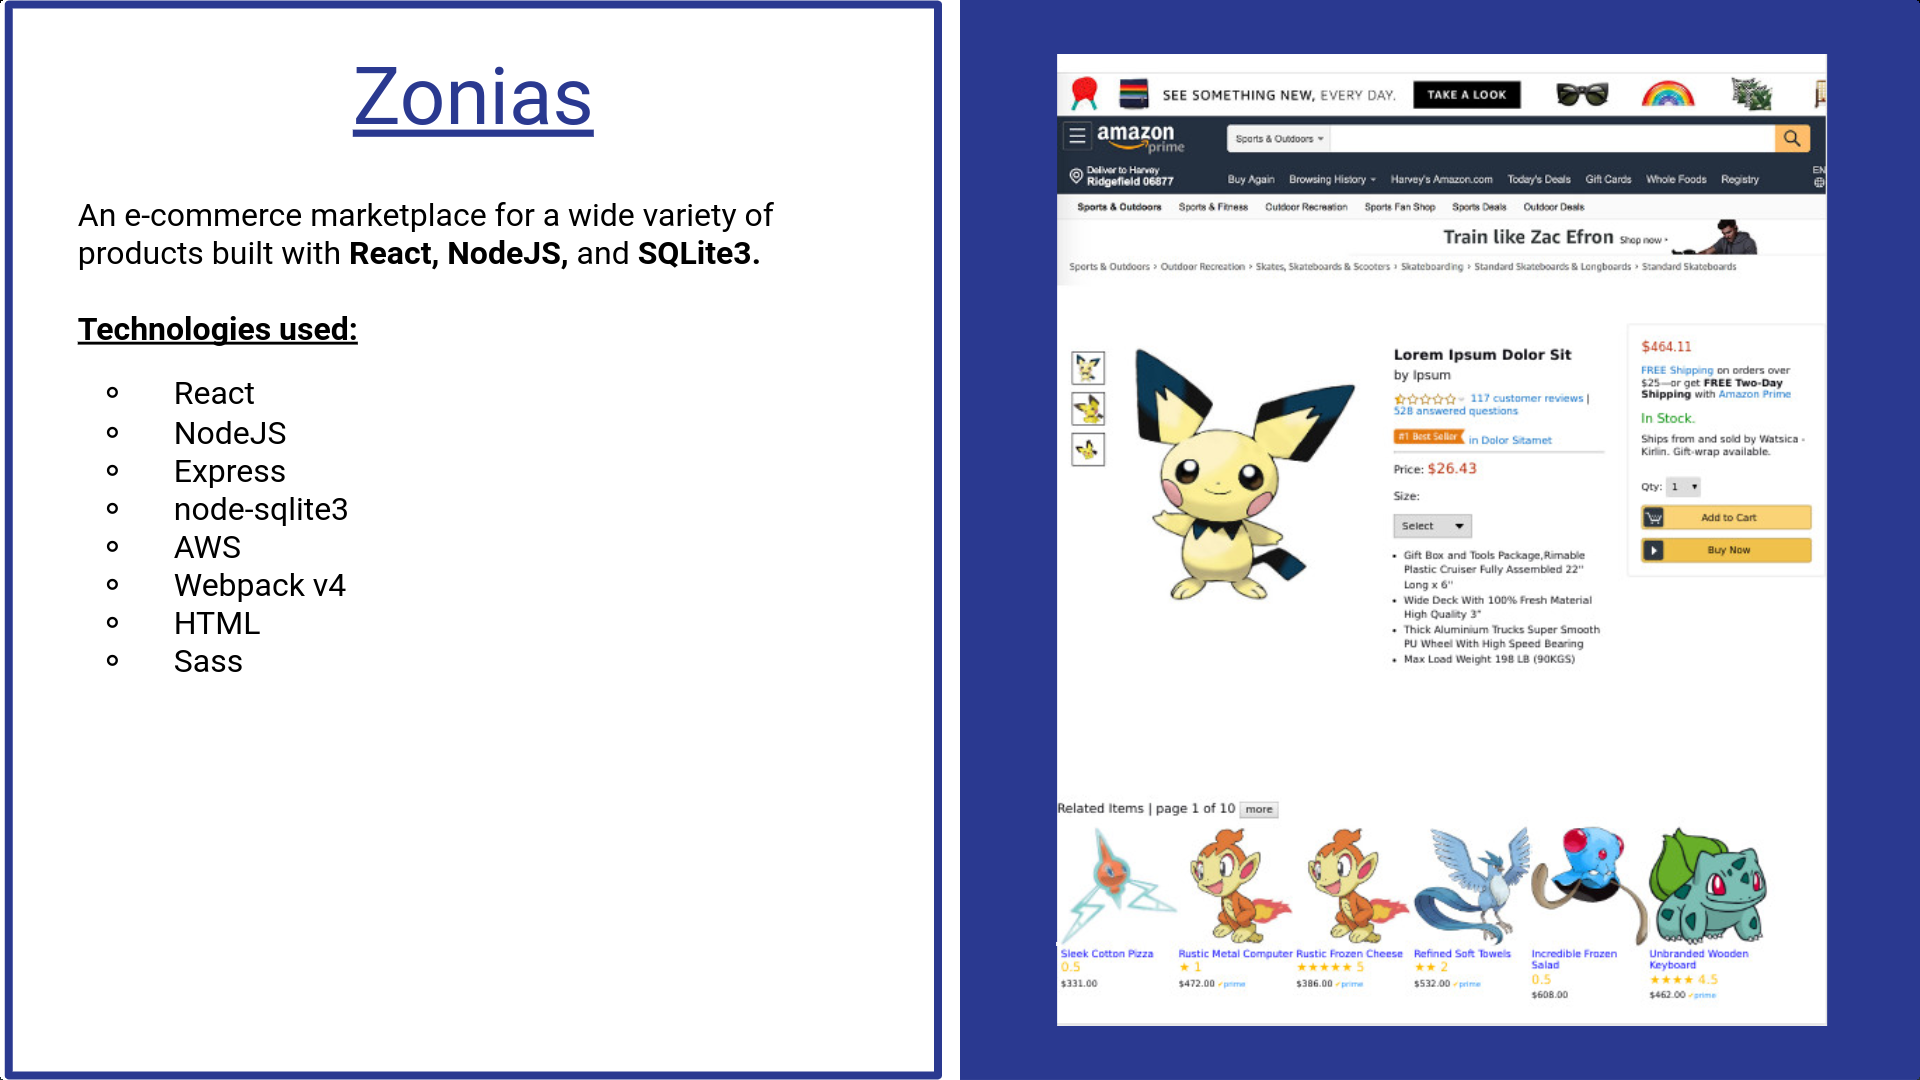 Zonias
An e-commerce marketplace for a wide variety of
products built with React, NodeJS, and SQLite3.
Technologies used:
React
NodeJS
Express
node-sqlite3
AWS
Webpack v4
HTML
Sass
SEE SOMETHING NEW, EVERY DAY. TAKE A LOOK
amazon prime Sports & Outdoors
Deliver to Harvey
Ridgefield 06877
Buy Again Browsing History Harvey's Amazon.com Today's Deals Gift Cards Whole Foods Registry EN
Sports & Outdoors Sports & Fitness Outdoor Recreation Sports Fan Shop Sports Deals Outdoor Deals
Train like Zac Efron Shop now ›
Sports & Outdoors › Outdoor Recreation › Skates, Skateboards & Scooters › Skateboarding › Standard Skateboards & Longboards › Standard Skateboards
Lorem Ipsum Dolor Sit
by Ipsum
117 customer reviews |
528 answered questions
#1 Best Seller in Dolor Sitamet
Price: $26.43
Size:
Select
• Gift Box and Tools Package,Rimable
Plastic Cruiser Fully Assembled 22"
Long x 6"
• Wide Deck With 100% Fresh Material
High Quality 3"
• Thick Aluminium Trucks Super Smooth
PU Wheel With High Speed Bearing
• Max Load Weight 198 LB (90KGS)
$464.11
FREE Shipping on orders over
$25—or get FREE Two-Day
Shipping with Amazon Prime
In Stock.
Ships from and sold by Watsica -
Kirlin. Gift-wrap available.
Qty: 1
Add to Cart
Buy Now
Related Items | page 1 of 10 more
Sleek Cotton Pizza
0.5
$331.00
Rustic Metal Computer
★ 1
$472.00 ✓prime
Rustic Frozen Cheese
★★★★★ 5
$386.00 ✓prime
Refined Soft Towels
★★ 2
$532.00 ✓prime
Incredible Frozen
Salad
0.5
$608.00
Unbranded Wooden
Keyboard
★★★★ 4.5
$462.00 ✓prime